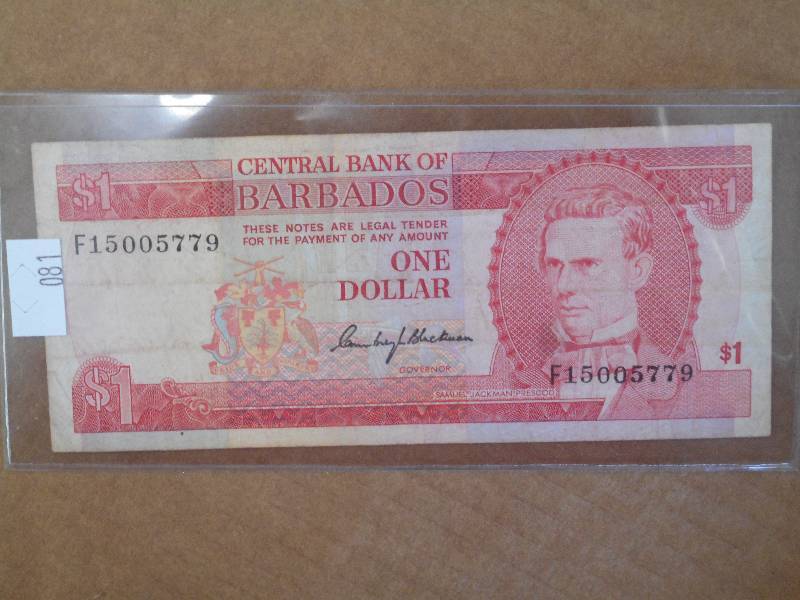 CENTRAL BANK OF
BARBADOS
$1
$1
THESE NOTES ARE LEGAL TENDER
FOR THE PAYMENT OF ANY AMOUNT
F15005779
081
ONE
DOLLAR
GOVERNOR
$1
$1
F15005779
SAMUEL JACKMAN PRESCOD